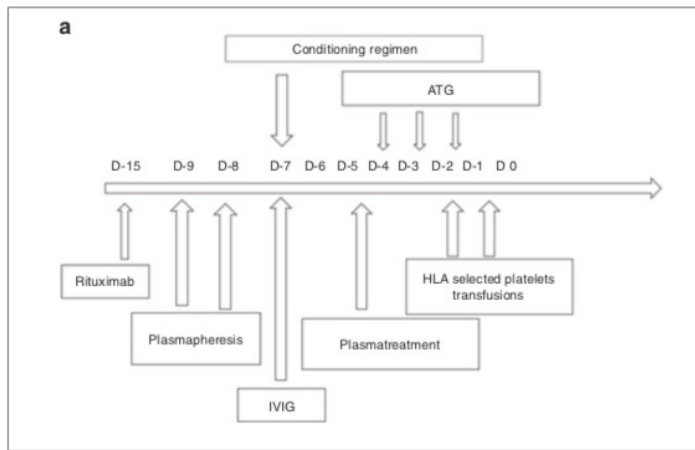 a
Conditioning regimen
ATG
D-15 D-9 D-8 D-7 D-6 D-5 D-4 D-3 D-2 D-1 D 0
Rituximab
HLA selected platelets
transfusions
Plasmapheresis
Plasmatreatment
IVIG